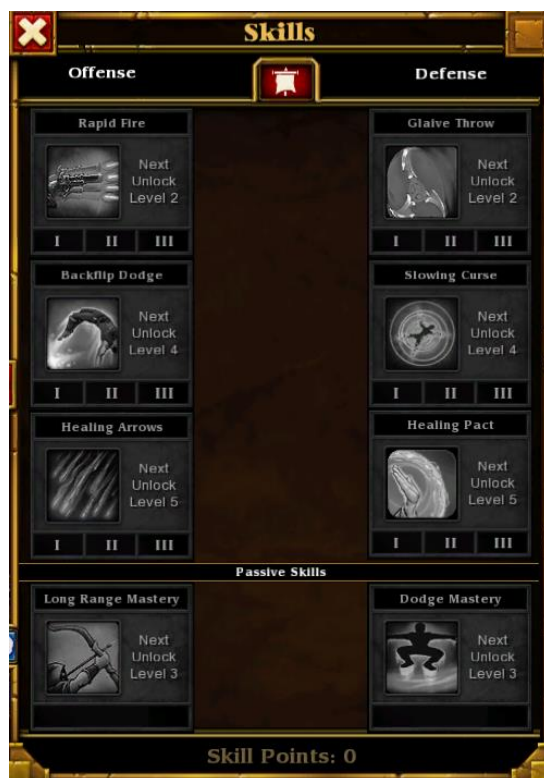 Skills
Offense
Defense
Rapid Fire
Next
Unlock
Level 2
I II III
Glaive Throw
Next
Unlock
Level 2
I II III
Backflip Dodge
Next
Unlock
Level 4
I II III
Slowing Curse
Next
Unlock
Level 4
I II III
Healing Arrows
Next
Unlock
Level 5
I II III
Healing Pact
Next
Unlock
Level 5
I II III
Passive Skills
Long Range Mastery
Next
Unlock
Level 3
Dodge Mastery
Next
Unlock
Level 3
Skill Points: 0